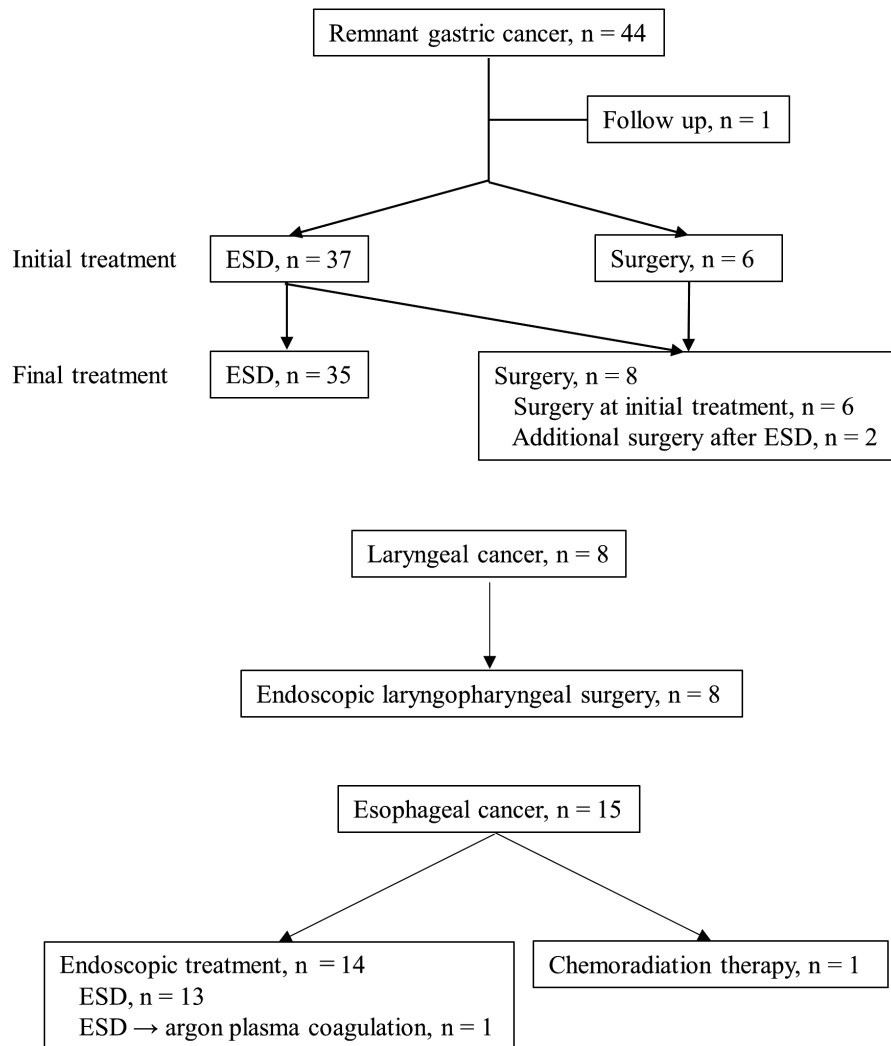 Remnant gastric cancer, n = 44
Follow up, n = 1
Initial treatment
ESD, n = 37
Surgery, n = 6
Final treatment
ESD, n = 35
Surgery, n = 8
Surgery at initial treatment, n = 6
Additional surgery after ESD, n = 2
Laryngeal cancer, n = 8
Endoscopic laryngopharyngeal surgery, n = 8
Esophageal cancer, n = 15
Endoscopic treatment, n = 14
ESD, n = 13
ESD → argon plasma coagulation, n = 1
Chemoradiation therapy, n = 1